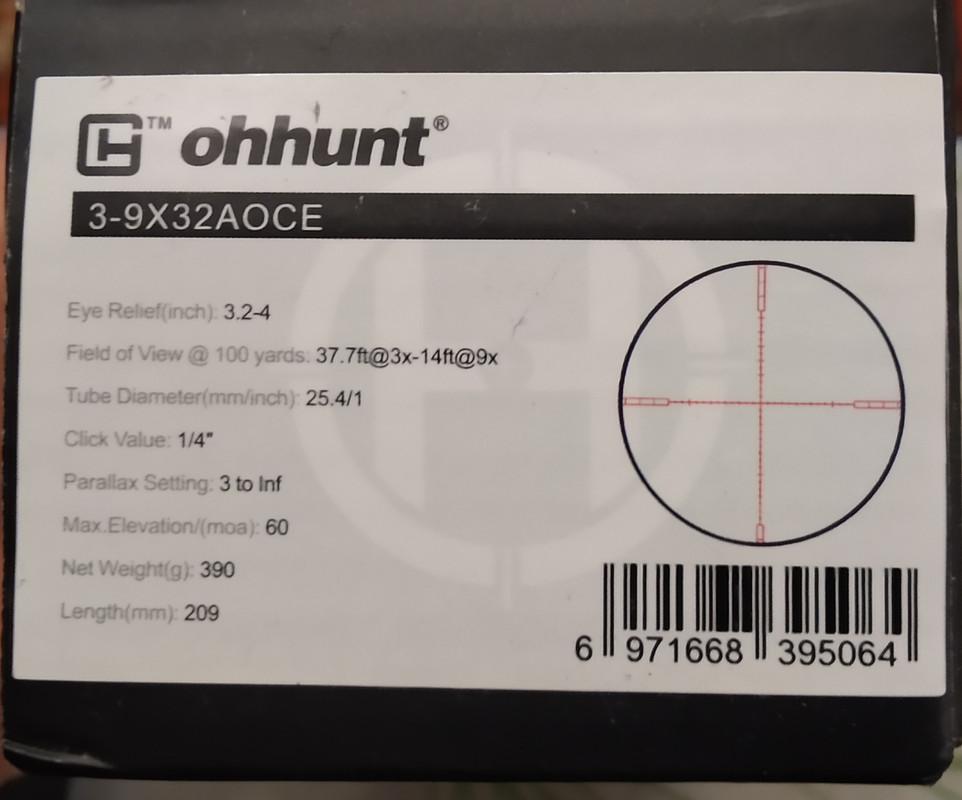 ™ ohhunt®
3-9X32AOCE
Eye Relief(inch): 3.2-4
Field of View @ 100 yards: 37.7ft@3x-14ft@9x
Tube Diameter(mm/inch): 25.4/1
Click Value: 1/4"
Parallax Setting: 3 to Inf
Max.Elevation/(moa): 60
Net Weight(g): 390
Length(mm): 209
6 971668 395064